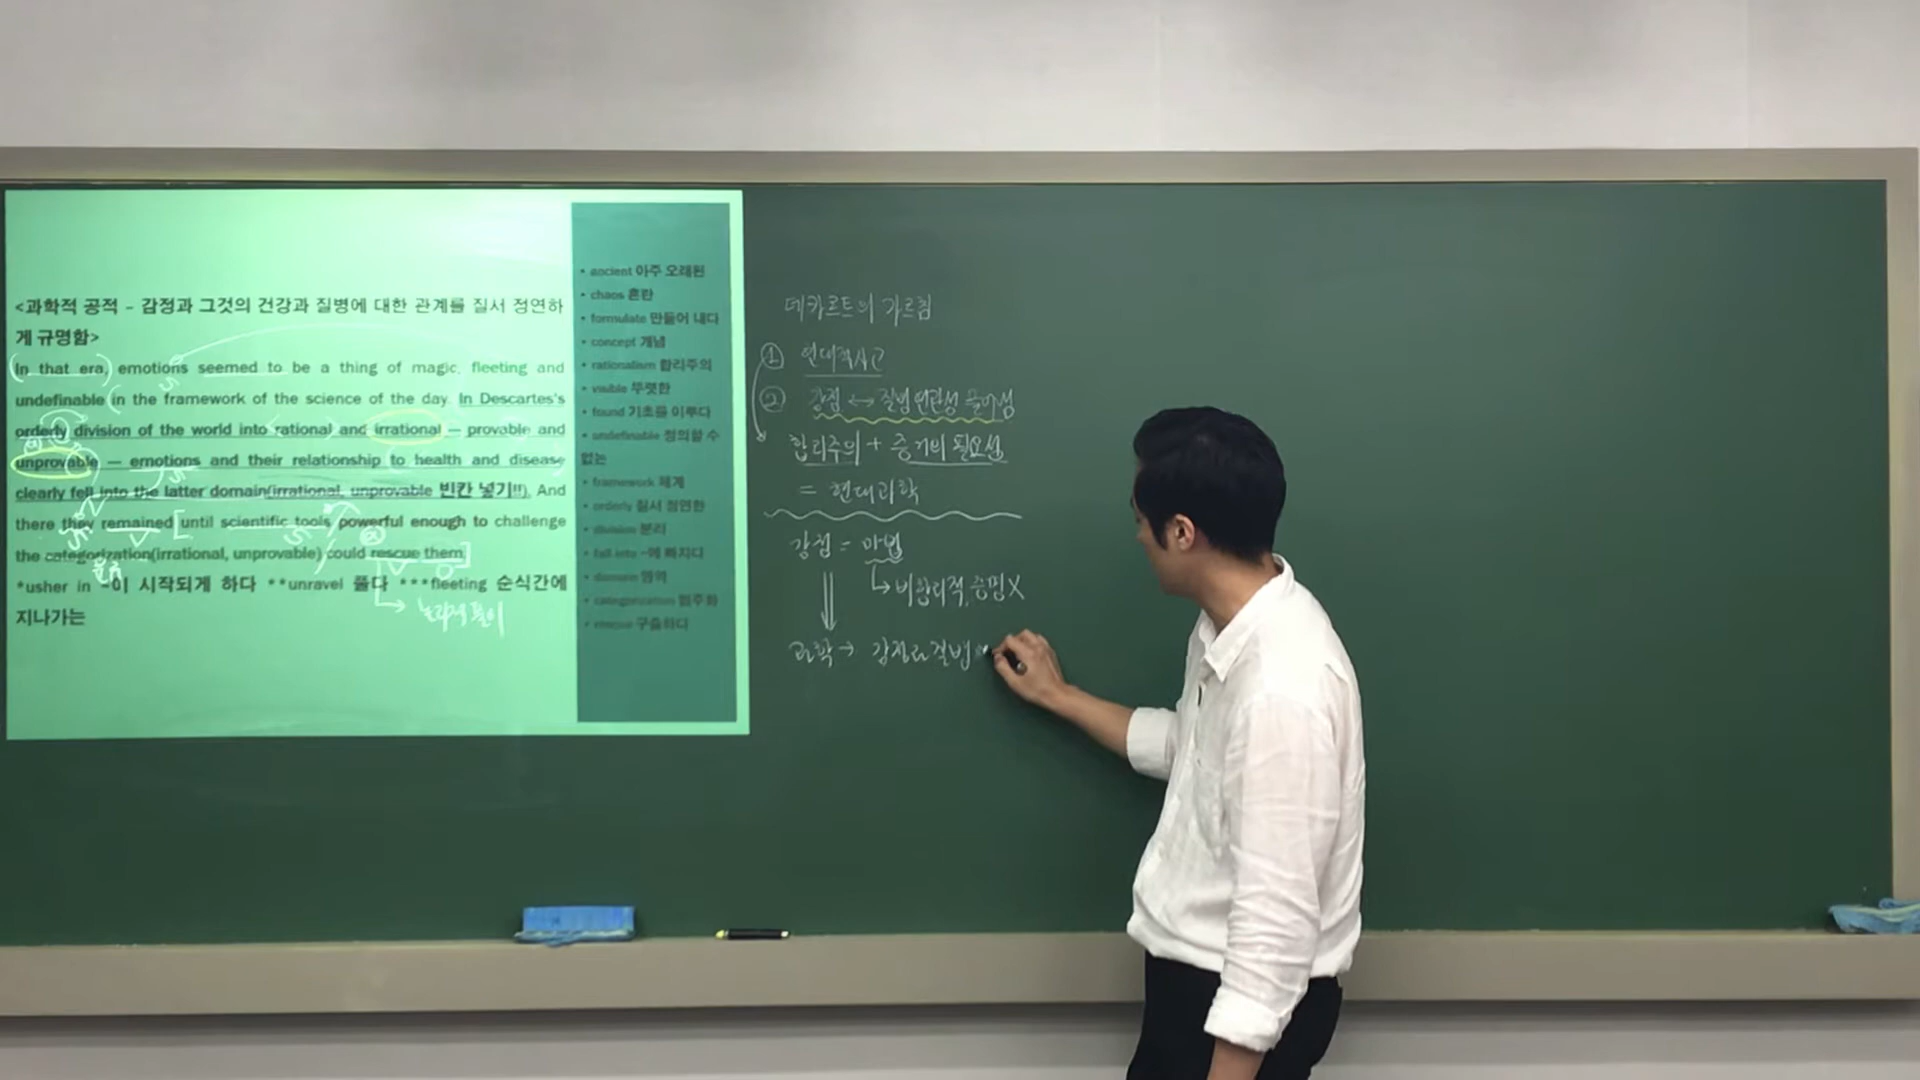 <과학적 공적 – 감정과 그것의 건강과 질병에 대한 관계를 질서 정연하
게 규명함>
In that era, emotions seemed to be a thing of magic, fleeting and
undefinable in the framework of the science of the day. In Descartes's
orderly division of the world into rational and irrational — provable and
unprovable — emotions and their relationship to health and disease
clearly fell into the latter domain(irrational, unprovable 빈칸 넣기!!). And
there they remained until scientific tools powerful enough to challenge
the categorization(irrational, unprovable) could rescue them.
*usher in ~이 시작되게 하다 **unravel 풀다 ***fleeting 순식간에
지나가는
• ancient 아주 오래된
• chaos 혼란
• formulate 만들어 내다
• concept 개념
• rationalism 합리주의
• visible 뚜렷한
• found 기초를 이루다
• undefinable 정의할 수
없는
• framework 체계
• orderly 질서 정연한
• division 분리
• fall into ~에 빠지다
• domain 영역
• categorization 범주화
• rescue 구출하다
데카르트의 가르침
① 현대적사고
② 감정 ↔ 질병 연관성 떨어짐
합리주의 + 증거의 필요성
= 현대과학
감정 = 마법
↳ 비합리적, 증명 X
과학 → 감정과 질병